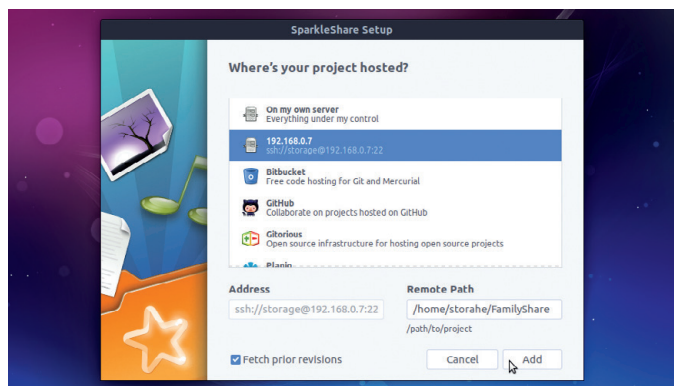 SparkleShare Setup
Where's your project hosted?
On my own server
Everything under my control
192.168.0.7
ssh://storage@192.168.0.7:22
Bitbucket
Free code hosting for Git and Mercurial
GitHub
Collaborate on projects hosted on GitHub
Gitorious
Open source infrastructure for hosting open source projects
Planio
Address
Remote Path
ssh://storage@192.168.0.7:22
/home/storahe/FamilyShare
/path/to/project
Fetch prior revisions
Cancel
Add